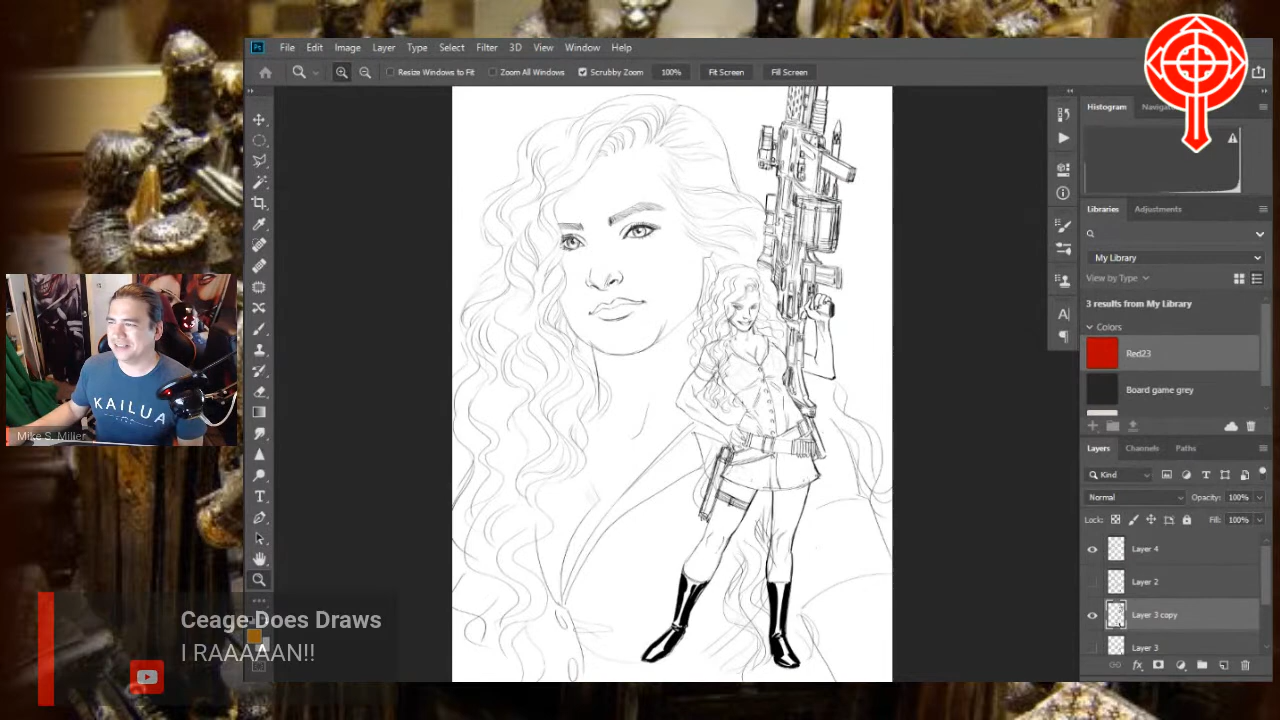 Ps File Edit Image Layer Type Select Filter 3D View Window Help
Resize Windows to Fit Zoom All Windows Scrubby Zoom 100% Fit Screen Fill Screen
Histogram
Libraries Adjustments
My Library
View by Type
3 results from My Library
Colors
Red23
Board game grey
Layers Channels Paths
Kind
Normal Opacity: 100%
Lock: Fill: 100%
Layer 4
Layer 2
Layer 3 copy
Layer 3
KAILUA
Mike S. Miller
Ceage Does Draws
I RAAAAAN!!